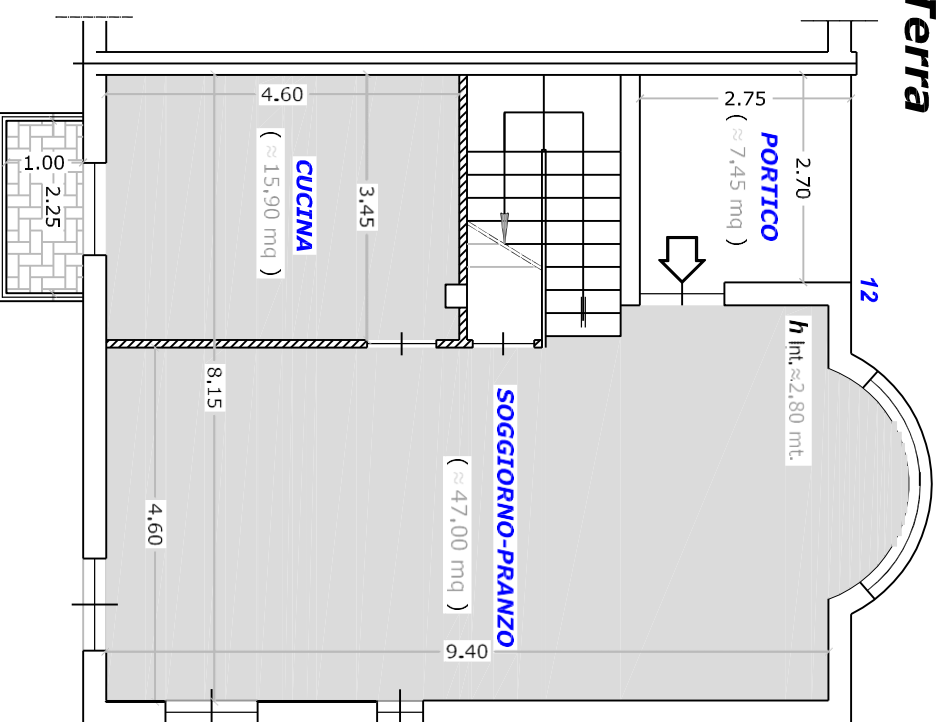 Terra
4.60
2.75
1.00
2.25
CUCINA
( ≈ 15,90 mq )
3,45
PORTICO
( ≈ 7,45 mq )
2.70
12
h Int.≈2,80 mt.
8,15
SOGGIORNO-PRANZO
( ≈ 47,00 mq )
4,60
9.40